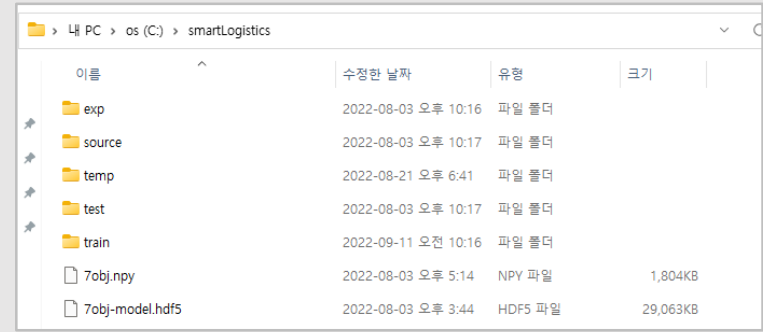 내 PC > os (C:) > smartLogistics
이름 수정한 날짜 유형 크기
exp 2022-08-03 오후 10:16 파일 폴더
source 2022-08-03 오후 10:17 파일 폴더
temp 2022-08-21 오후 6:41 파일 폴더
test 2022-08-03 오후 10:17 파일 폴더
train 2022-09-11 오전 10:16 파일 폴더
7obj.npy 2022-08-03 오후 5:14 NPY 파일 1,804KB
7obj-model.hdf5 2022-08-03 오후 3:44 HDF5 파일 29,063KB